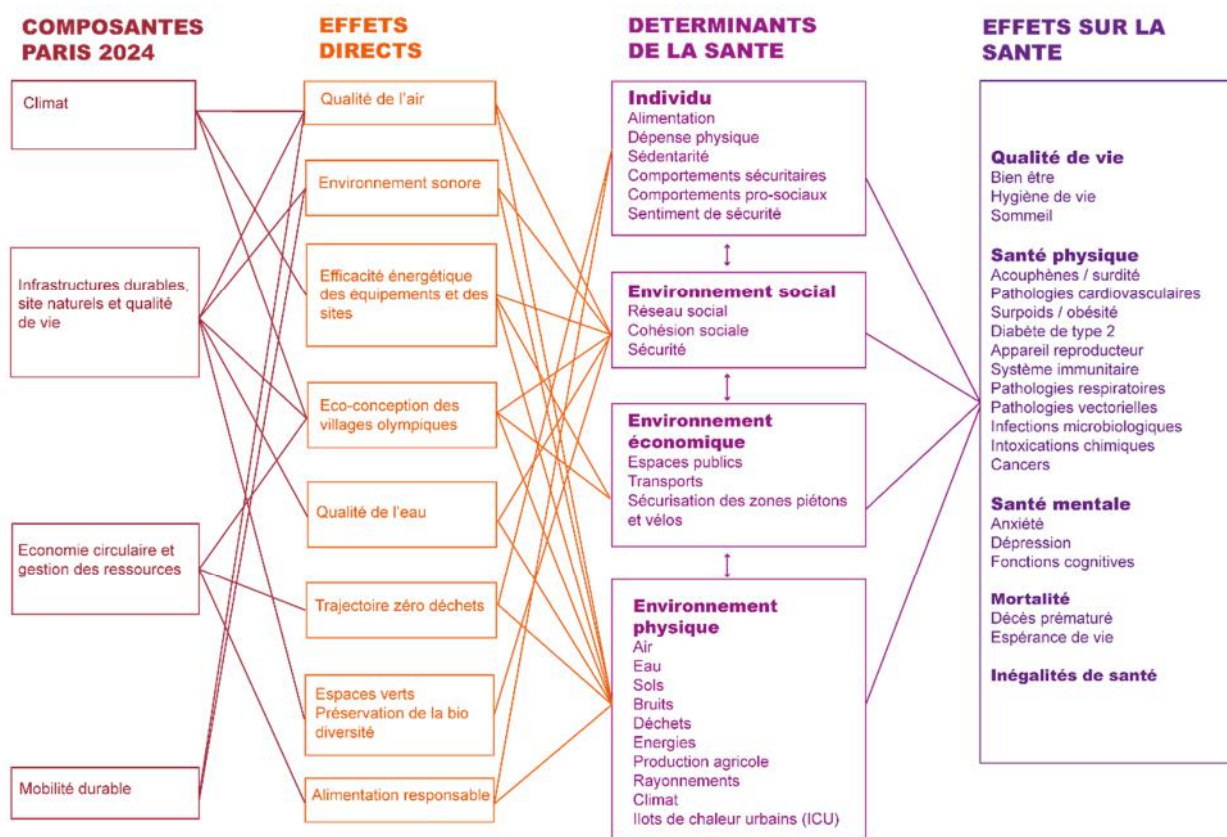 COMPOSANTES
PARIS 2024
Climat
Infrastructures durables,
site naturels et qualité
de vie
Economie circulaire et
gestion des ressources
Mobilité durable
EFFETS
DIRECTS
Qualité de l'air
Environnement sonore
Efficacité énergétique
des équipements et des
sites
Eco-conception des
villages olympiques
Qualité de l'eau
Trajectoire zéro déchets
Espaces verts
Préservation de la bio
diversité
Alimentation responsable
DETERMINANTS
DE LA SANTE
Individu
Alimentation
Dépense physique
Sédentarité
Comportements sécuritaires
Comportements pro-sociaux
Sentiment de sécurité
Environnement social
Réseau social
Cohésion sociale
Sécurité
Environnement
économique
Espaces publics
Transports
Sécurisation des zones piétons
et vélos
Environnement
physique
Air
Eau
Sols
Bruits
Déchets
Energies
Production agricole
Rayonnements
Climat
Ilots de chaleur urbains (ICU)
EFFETS SUR LA
SANTE
Qualité de vie
Bien être
Hygiène de vie
Sommeil
Santé physique
Acouphènes / surdité
Pathologies cardiovasculaires
Surpoids / obésité
Diabète de type 2
Appareil reproducteur
Système immunitaire
Pathologies respiratoires
Pathologies vectorielles
Infections microbiologiques
Intoxications chimiques
Cancers
Santé mentale
Anxiété
Dépression
Fonctions cognitives
Mortalité
Décès prématuré
Espérance de vie
Inégalités de santé